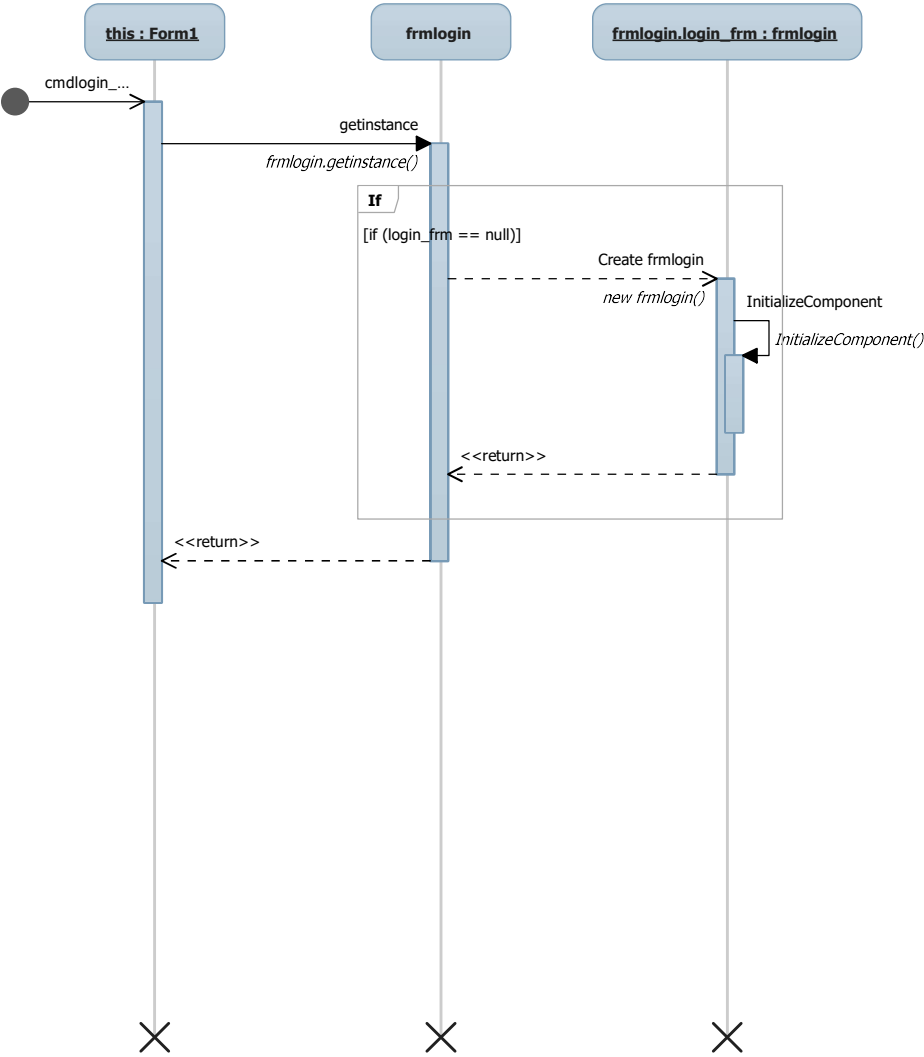 this : Form1
frmlogin
frmlogin.login_frm : frmlogin
cmdlogin_...
getinstance
frmlogin.getinstance()
If
[if (login_frm == null)]
Create frmlogin
new frmlogin()
InitializeComponent
InitializeComponent()
<<return>>
<<return>>